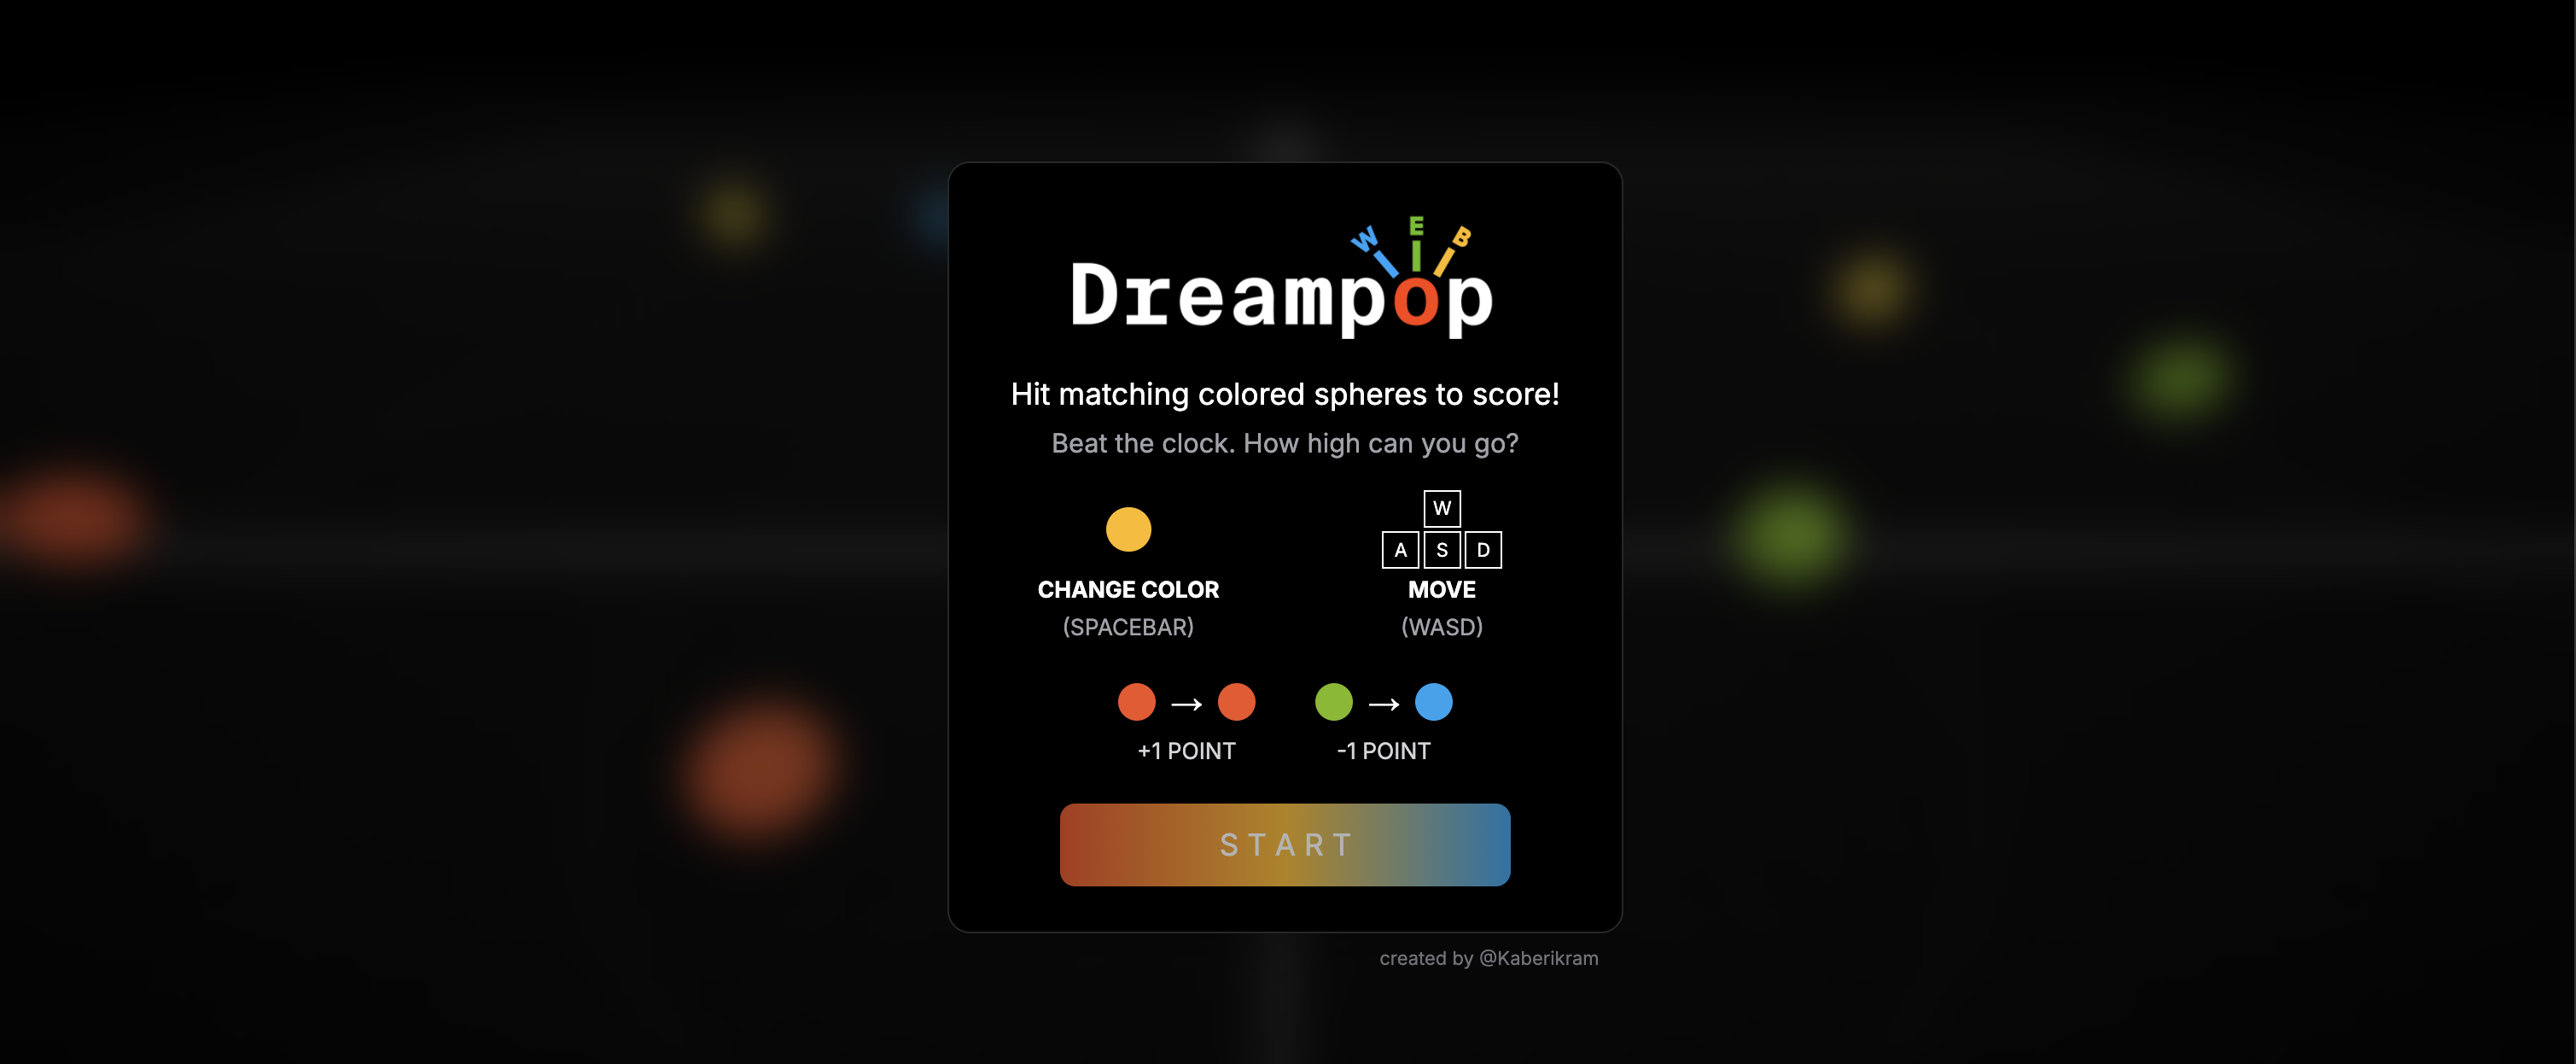 WEB
Dreampop
Hit matching colored spheres to score!
Beat the clock. How high can you go?
W
A S D
CHANGE COLOR
(SPACEBAR)
MOVE
(WASD)
→ →
+1 POINT
-1 POINT
START
created by @Kaberikram